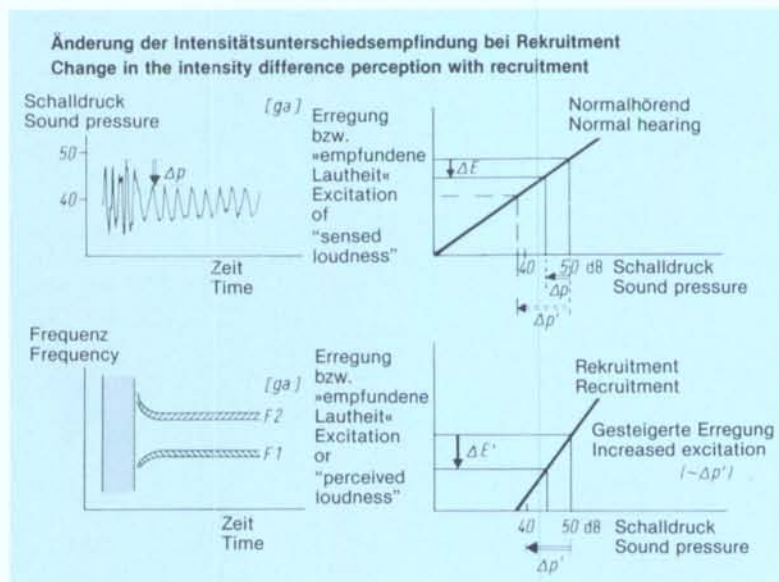 Änderung der Intensitätsunterschiedsempfindung bei Rekruitment
Change in the intensity difference perception with recruitment
Schalldruck
Sound pressure
[ga]
50
40
Δp
Zeit
Time
Erregung
bzw.
»empfundene
Lautheit«
Excitation
of
"sensed
loudness"
Normalhörend
Normal hearing
ΔE
40
50 dB
Schalldruck
Sound pressure
Δp
Δp'
Frequenz
Frequency
[ga]
F2
F1
Zeit
Time
Erregung
bzw.
»empfundene
Lautheit«
Excitation
or
"perceived
loudness"
Rekruitment
Recruitment
Gesteigerte Erregung
Increased excitation
(~Δp')
ΔE'
40
50 dB
Schalldruck
Sound pressure
Δp'